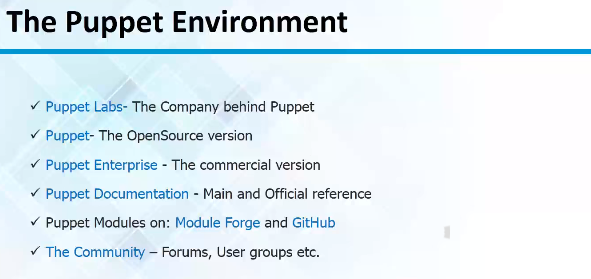 The Puppet Environment
✓ Puppet Labs- The Company behind Puppet
✓ Puppet- The OpenSource version
✓ Puppet Enterprise - The commercial version
✓ Puppet Documentation - Main and Official reference
✓ Puppet Modules on: Module Forge and GitHub
✓ The Community – Forums, User groups etc.